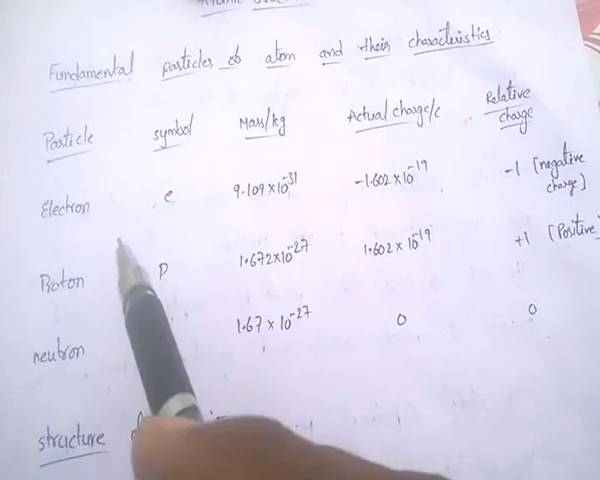 Fundamental particles of atom and their characteristics
Particle symbol Mass/kg Actual charge/c Relative charge
Electron e 9.109 x 10⁻³¹ -1.602 x 10⁻¹⁹ -1 [negative charge]
Proton P 1.672 x 10⁻²⁷ 1.602 x 10⁻¹⁹ +1 [Positive
neutron 1.67 x 10⁻²⁷ 0 0
structure